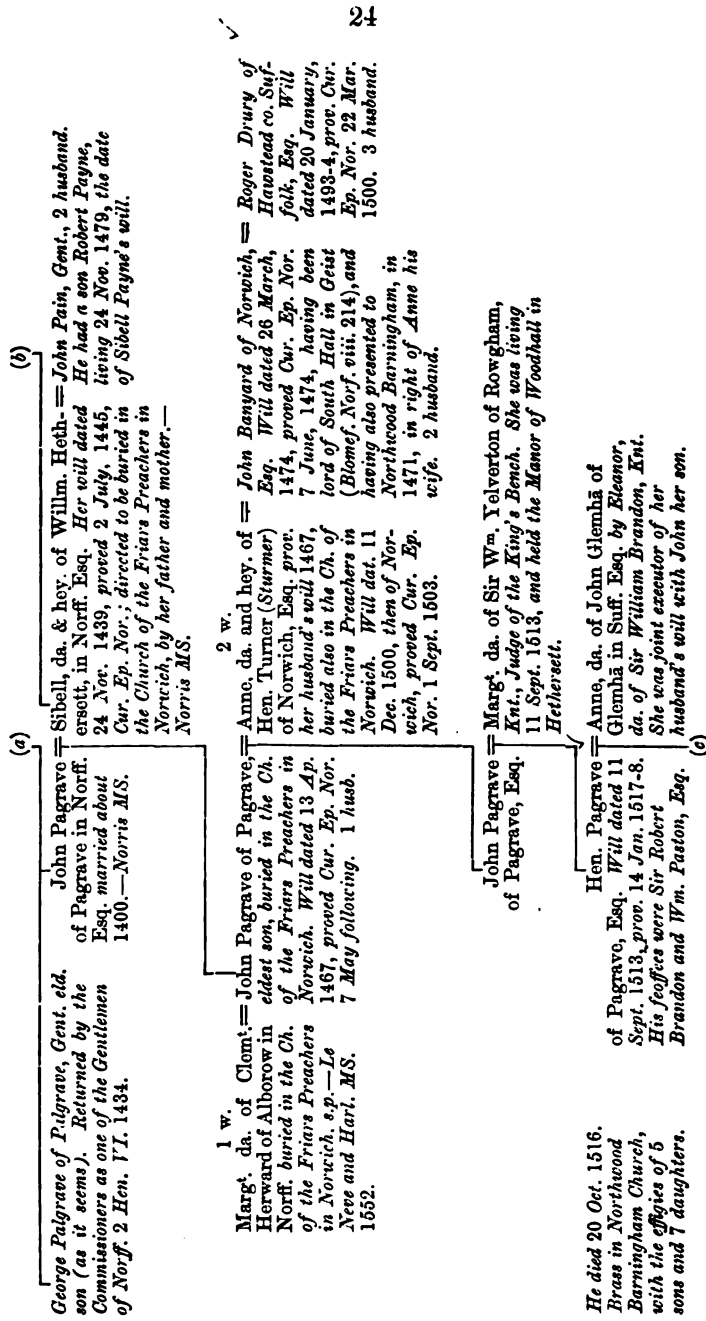 24
(a)
(b)
George Palgrave of Palgrave, Gent. eld.
son (as it seems). Returned by the
Commissioners as one of the Gentlemen
of Norff. 2 Hen. VI. 1434.
John Pagrave
of Pagrave in Norff.
Esq. married about
1400.—Norris MS.
= Sibell, da. & hey. of Willm. Heth-
ersett, in Norff. Esq. Her will dated
24 Nov. 1439, proved 2 July, 1445,
Cur. Ep. Nor.; directed to be buried in
the Church of the Friars Preachers in
Norwich, by her father and mother.—
Norris MS.
= John Pain, Gent., 2 husband.
He had a son Robert Payne,
living 24 Nov. 1479, the date
of Sibell Payne's will.
1 w.
Margt. da. of Clemt.
Herward of Alborow in
Norff. buried in the Ch.
of the Friars Preachers
in Norwich. s.p.—Le
Neve and Harl. MS.
1552.
= John Pagrave of Pagrave,
eldest son, buried in the Ch.
of the Friars Preachers in
Norwich. Will dated 13 Ap.
1467, proved Cur. Ep. Nor.
7 May following. 1 husb.
2 w.
= Anne, da. and hey. of
Hen. Turner (Sturmer)
of Norwich, Esq. prov.
her husband's will 1467,
buried also in the Ch. of
the Friars Preachers in
Norwich. Will dat. 11
Dec. 1500, then of Nor-
wich, proved Cur. Ep.
Nor. 1 Sept. 1503.
= John Banyard of Norwich,
Esq. Will dated 26 March,
1474, proved Cur. Ep. Nor.
7 June, 1474, having been
lord of South Hall in Geist
(Blomef. Norf. viii. 214), and
having also presented to
Northwood Barningham, in
1471, in right of Anne his
wife. 2 husband.
= Roger Drury of
Hawstead co. Suf-
folk, Esq. Will
dated 20 January,
1493-4, prov. Cur.
Ep. Nor. 22 Mar.
1500. 3 husband.
John Pagrave
of Pagrave, Esq.
= Margt. da. of Sir Wm. Yelverton of Rowgham,
Knt., Judge of the King's Bench. She was living
11 Sept. 1513, and held the Manor of Woodhall in
Hethersett.
He died 20 Oct. 1516.
Brass in Northwood
Barningham Church,
with the effigies of 5
sons and 7 daughters.
Hen. Pagrave
of Pagrave, Esq. Will dated 11
Sept. 1513, prov. 14 Jan. 1517-8.
His feoffees were Sir Robert
Brandon and Wm. Paston, Esq.
= Anne, da. of John Glemhā of
Glemhā in Suff. Esq. by Eleanor,
da. of Sir William Brandon, Knt.
She was joint executor of her
husband's will with John her son.
(c)